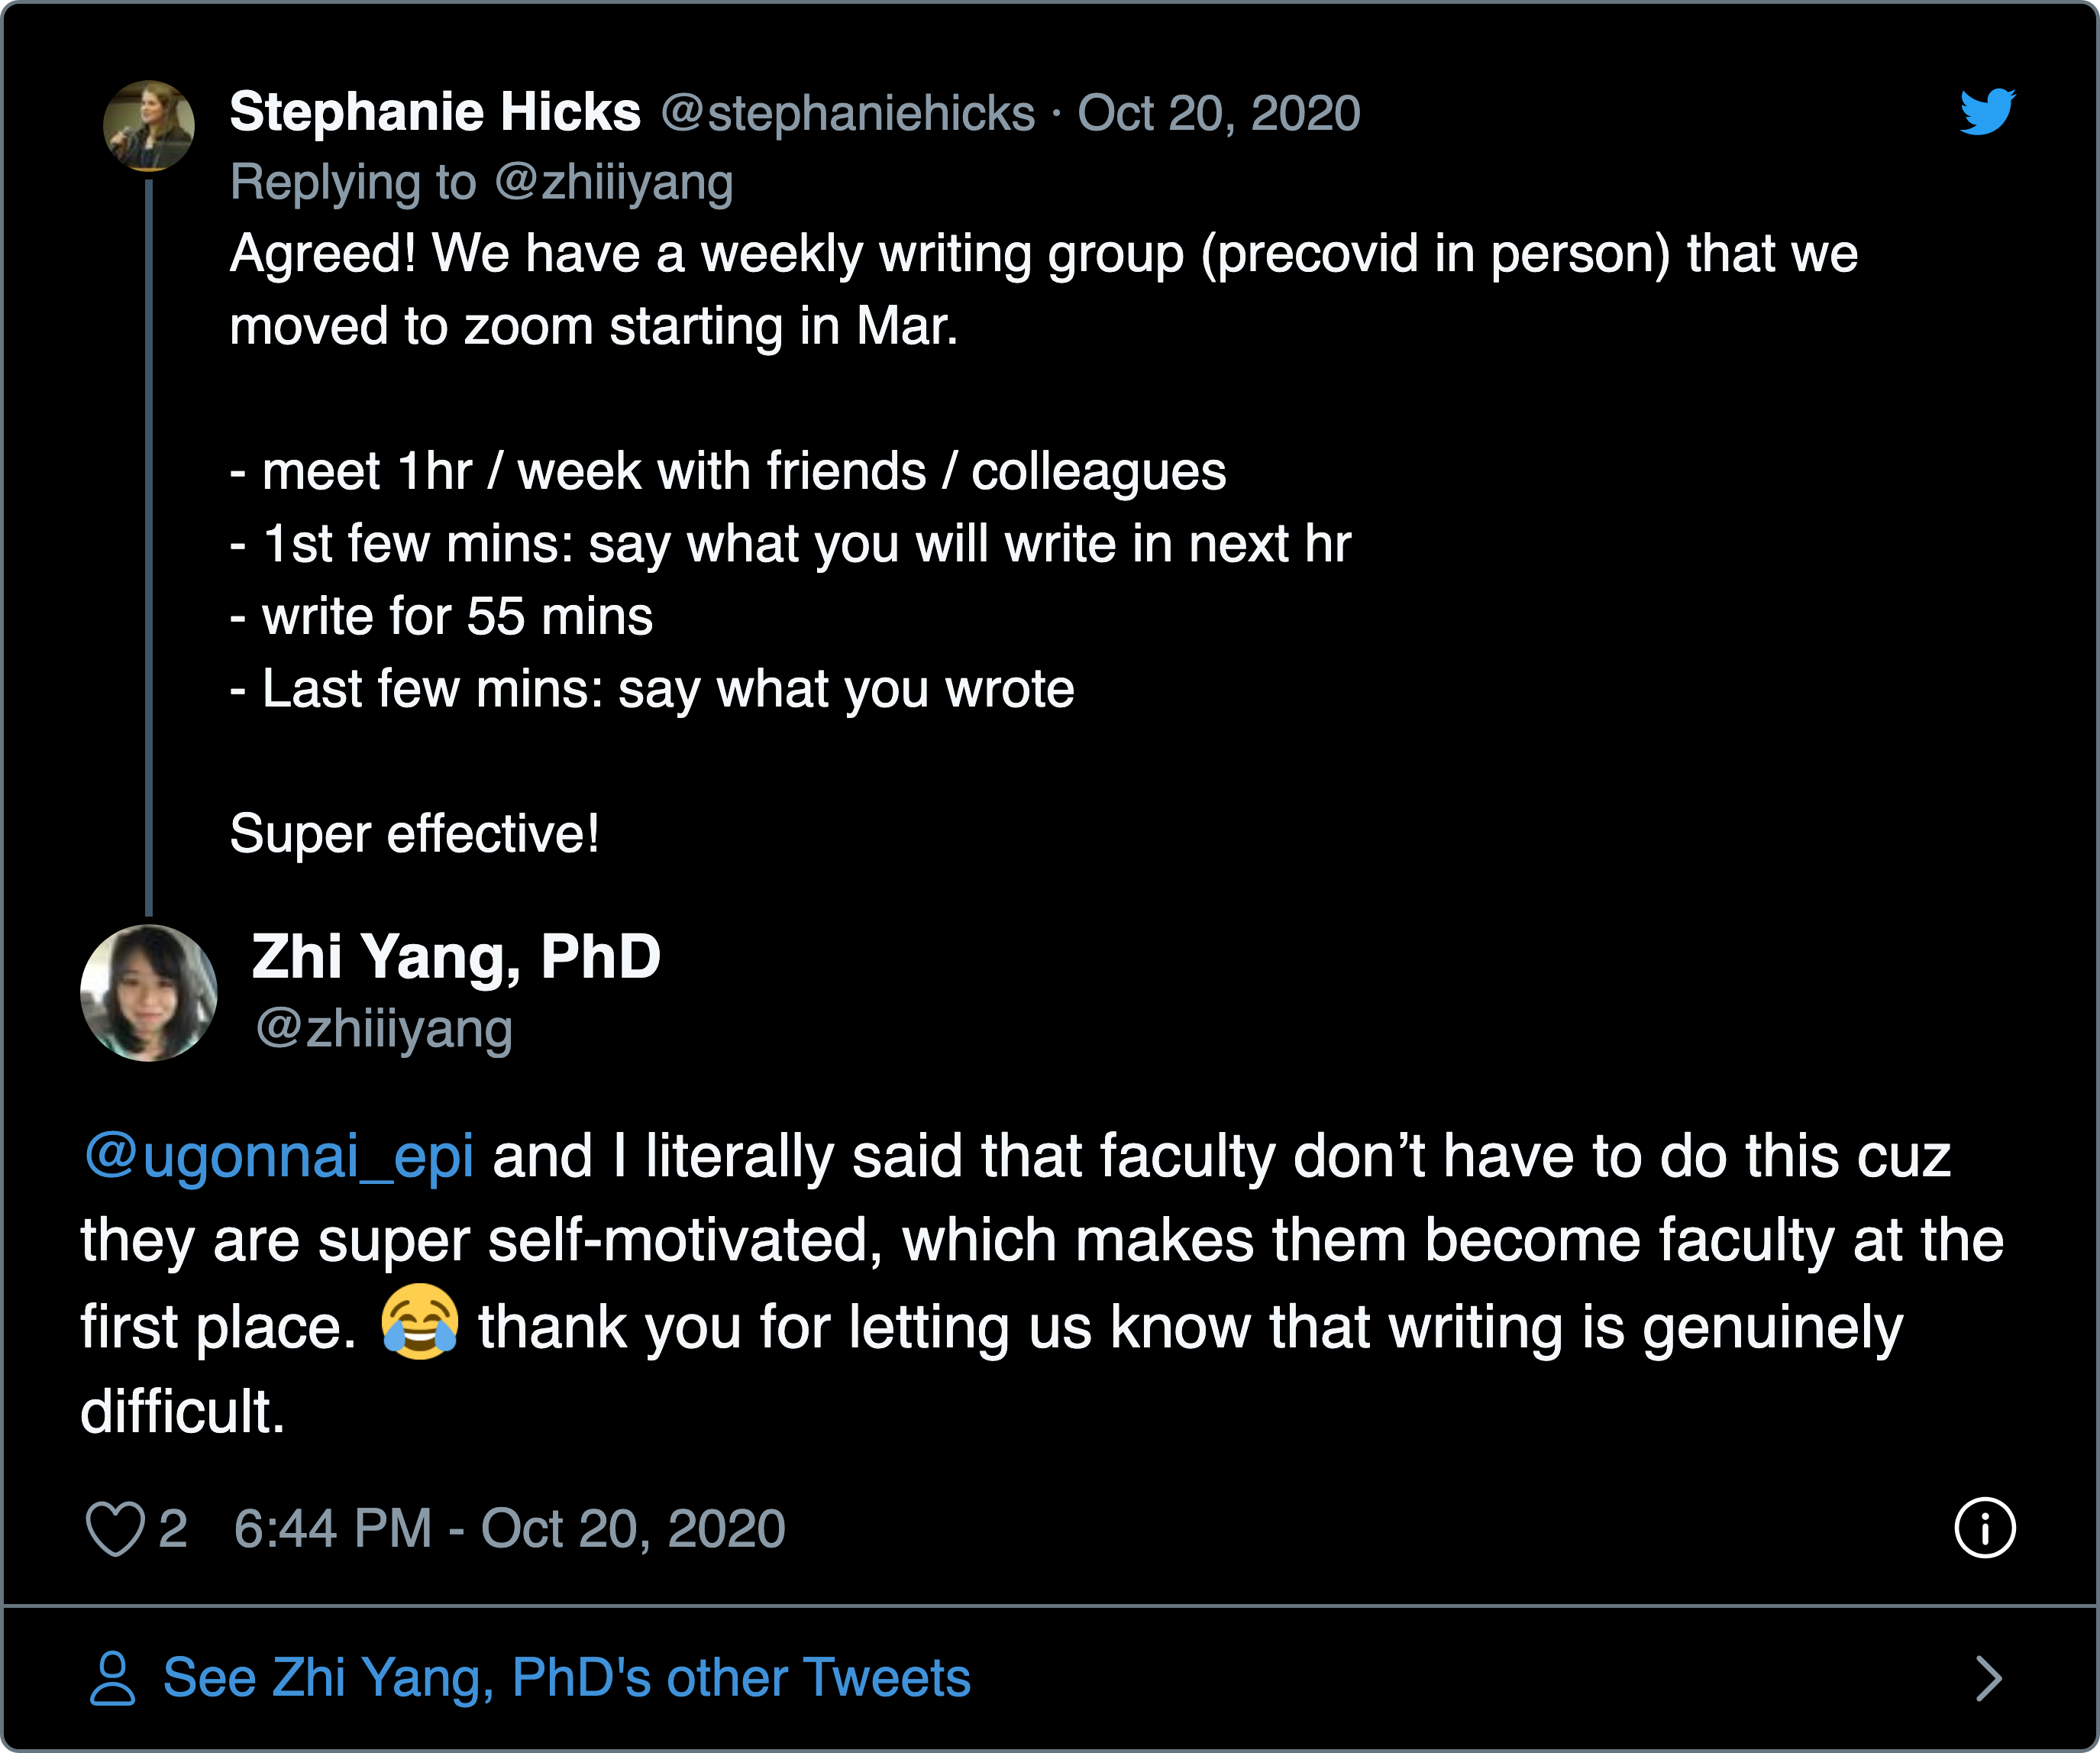 Stephanie Hicks @stephaniehicks · Oct 20, 2020
Replying to @zhiiiyang
Agreed! We have a weekly writing group (precovid in person) that we
moved to zoom starting in Mar.
- meet 1hr / week with friends / colleagues
- 1st few mins: say what you will write in next hr
- write for 55 mins
- Last few mins: say what you wrote
Super effective!
Zhi Yang, PhD
@zhiiiyang
@ugonnai_epi and I literally said that faculty don’t have to do this cuz
they are super self-motivated, which makes them become faculty at the
first place. 😂 thank you for letting us know that writing is genuinely
difficult.
2 6:44 PM - Oct 20, 2020
See Zhi Yang, PhD's other Tweets